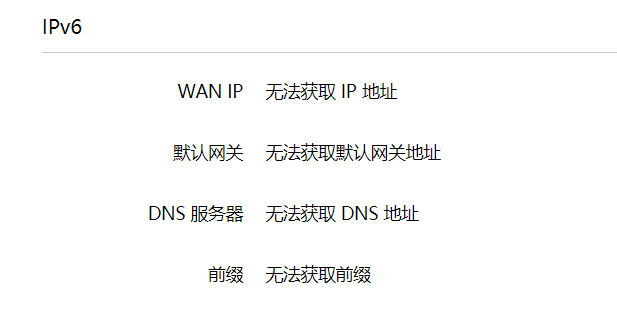 IPv6
WAN IP 无法获取 IP 地址
默认网关 无法获取默认网关地址
DNS 服务器 无法获取 DNS 地址
前缀 无法获取前缀